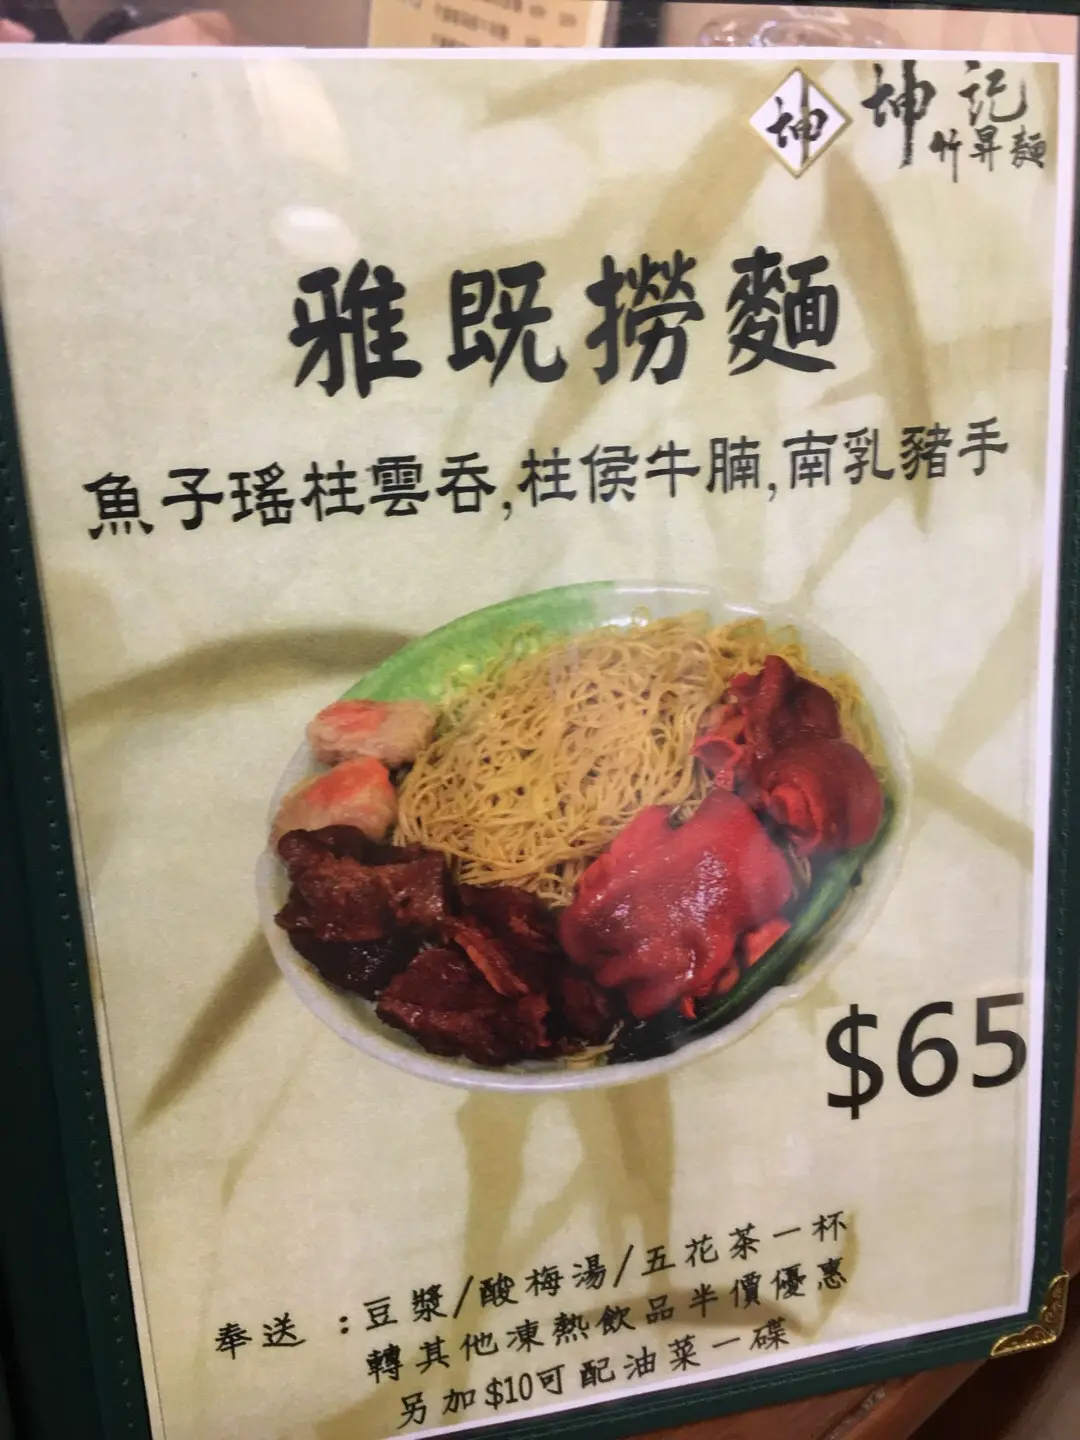 坤 坤記
竹昇麵
雅既撈麵
魚子瑤柱雲吞,柱侯牛腩,南乳豬手
$65
奉送 :豆漿/酸梅湯/五花茶一杯
轉其他凍熱飲品半價優惠
另加$10可配油菜一碟